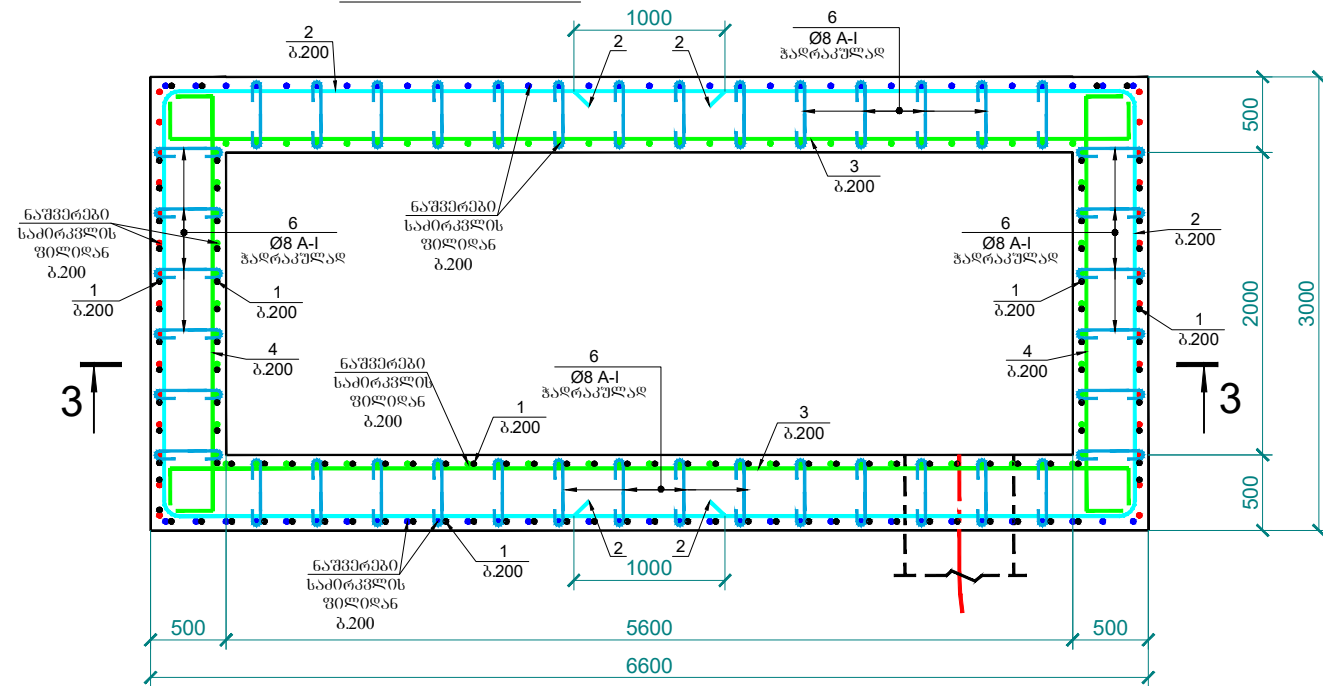 1000
6
Ø8 A-I
ჭადრაკულად
2
ბ.200
2
2
500
3
ბ.200
ნაშვერები
საძირკვლის
ფილიდან
ბ.200
6
Ø8 A-I
ჭადრაკულად
ნაშვერები
საძირკვლის
ფილიდან
ბ.200
6
Ø8 A-I
ჭადრაკულად
2
ბ.200
1
ბ.200
1
ბ.200
1
ბ.200
1
ბ.200
2000
3000
4
ბ.200
ნაშვერები
საძირკვლის
ფილიდან
ბ.200
6
Ø8 A-I
ჭადრაკულად
4
ბ.200
3
3
1
ბ.200
3
ბ.200
500
2
2
1
ბ.200
ნაშვერები
საძირკვლის
ფილიდან
ბ.200
1000
500
5600
500
6600